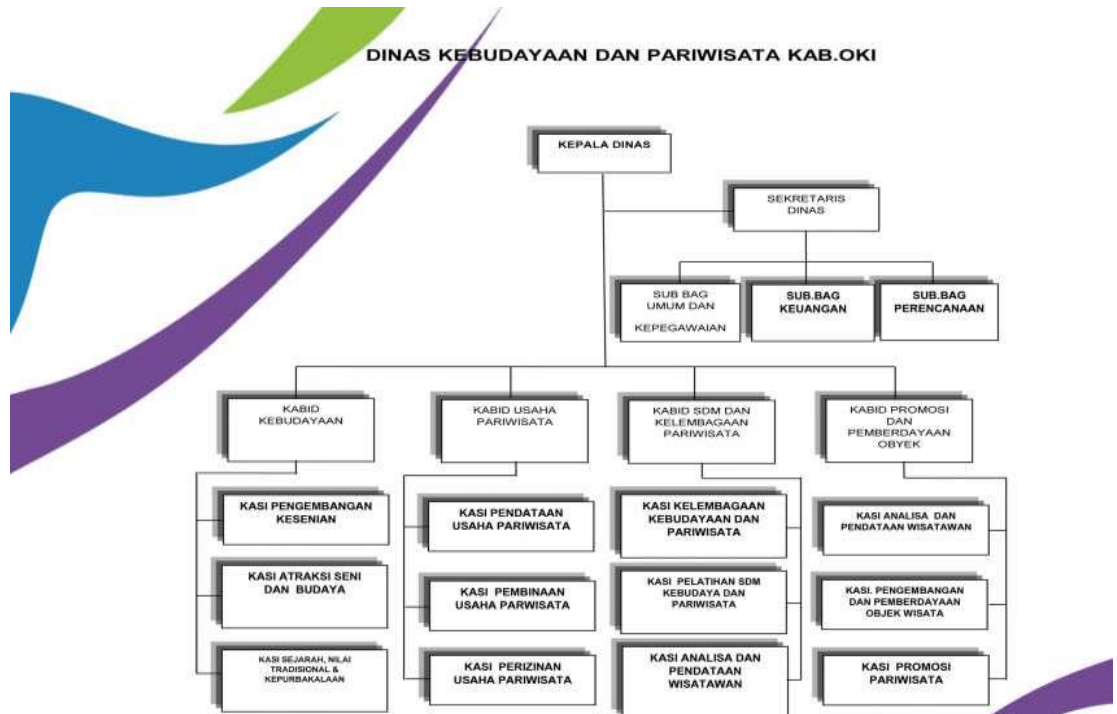 DINAS KEBUDAYAAN DAN PARIWISATA KAB.OKI
KEPALA DINAS
SEKRETARIS
DINAS
SUB BAG
UMUM DAN
KEPEGAWAIAN
SUB.BAG
KEUANGAN
SUB.BAG
PERENCANAAN
KABID
KEBUDAYAAN
KABID USAHA
PARIWISATA
KABID SDM DAN
KELEMBAGAAN
PARIWISATA
KABID PROMOSI
DAN
PEMBERDAYAAN
OBYEK
KASI PENGEMBANGAN
KESENIAN
KASI ATRAKSI SENI
DAN BUDAYA
KASI SEJARAH, NILAI
TRADISIONAL &
KEPURBAKALAAN
KASI PENDATAAN
USAHA PARIWISATA
KASI PEMBINAAN
USAHA PARWISATA
KASI PERIZINAN
USAHA PARIWISATA
KASI KELEMBAGAAN
KEBUDAYAAN DAN
PARIWISATA
KASI PELATIHAN SDM
KEBUDAYA DAN
PARIWISATA
KASI ANALISA DAN
PENDATAAN
WISATAWAN
KASI ANALISA DAN
PENDATAAN WISATAWAN
KASI. PENGEMBANGAN
DAN PEMBERDAYAAN
OBJEK WISATA
KASI PROMOSI
PARIWISATA